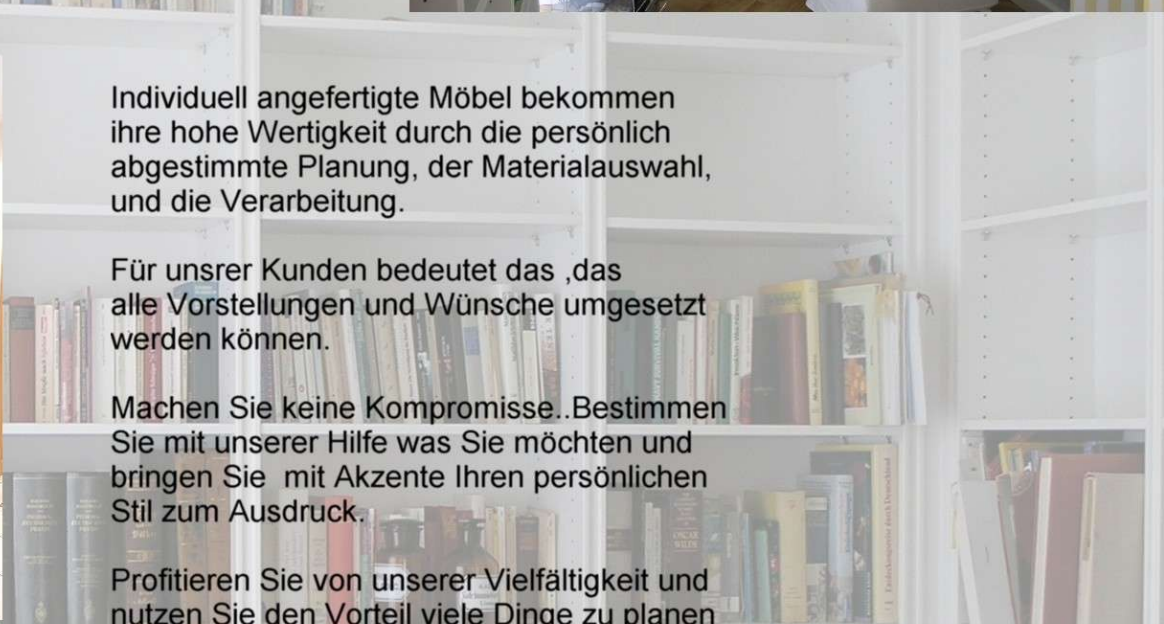 Individuell angefertigte Möbel bekommen
ihre hohe Wertigkeit durch die persönlich
abgestimmte Planung, der Materialauswahl,
und die Verarbeitung.
Für unsrer Kunden bedeutet das ,das
alle Vorstellungen und Wünsche umgesetzt
werden können.
Machen Sie keine Kompromisse..Bestimmen
Sie mit unserer Hilfe was Sie möchten und
bringen Sie  mit Akzente Ihren persönlichen
Stil zum Ausdruck.
Profitieren Sie von unserer Vielfältigkeit und
nutzen Sie den Vorteil viele Dinge zu planen
OSCAR
WILDE